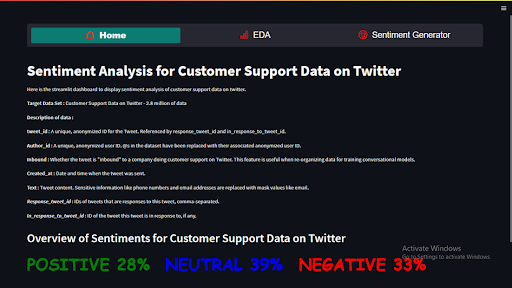 Home
EDA
Sentiment Generator
Sentiment Analysis for Customer Support Data on Twitter
Here is the streamlit dashboard to display sentiment analysis of customer support data on twitter.
Target Data Set : Customer Support Data on Twitter - 2.8 million of data
Description of data :
tweet_id : A unique, anonymized ID for the Tweet. Referenced by response_tweet_id and in_response_to_tweet_id.
Author_id : A unique, anonymized user ID. @s in the dataset have been replaced with their associated anonymized user ID.
Inbound : Whether the tweet is "inbound" to a company doing customer support on Twitter. This feature is useful when re-organizing data for training conversational models.
Created_at : Date and time when the tweet was sent.
Text : Tweet content. Sensitive information like phone numbers and email addresses are replaced with mask values like email.
Response_tweet_id : IDs of tweets that are responses to this tweet, comma-separated.
In_response_to_tweet_id : ID of the tweet this tweet is in response to, if any.
Overview of Sentiments for Customer Support Data on Twitter
Activate Windows
Go to Settings to activate Windows.
POSITIVE 28% NEUTRAL 39% NEGATIVE 33%